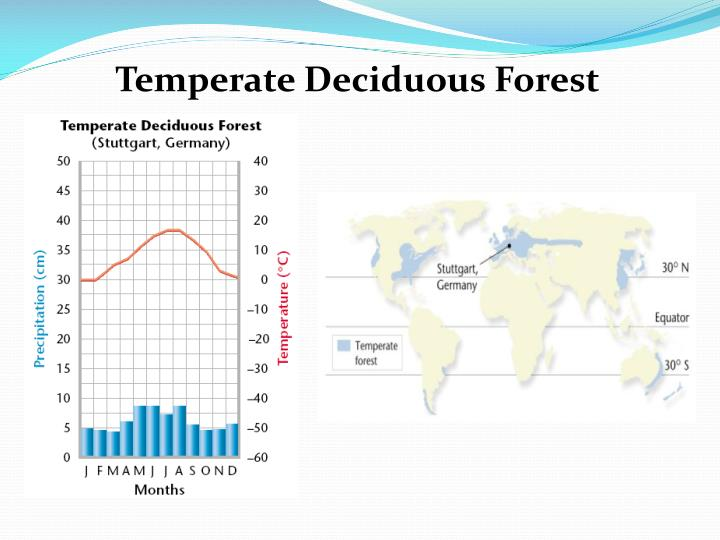 Temperate Deciduous Forest
Temperate Deciduous Forest
(Stuttgart, Germany)
50
45
40
35
30
25
20
15
10
5
0
Precipitation (cm)
40
30
20
10
0
–10
–20
–30
–40
–50
–60
Temperature (°C)
J F M A M J J A S O N D
Months
Stuttgart,
Germany
30° N
Equator
30° S
Temperate
forest